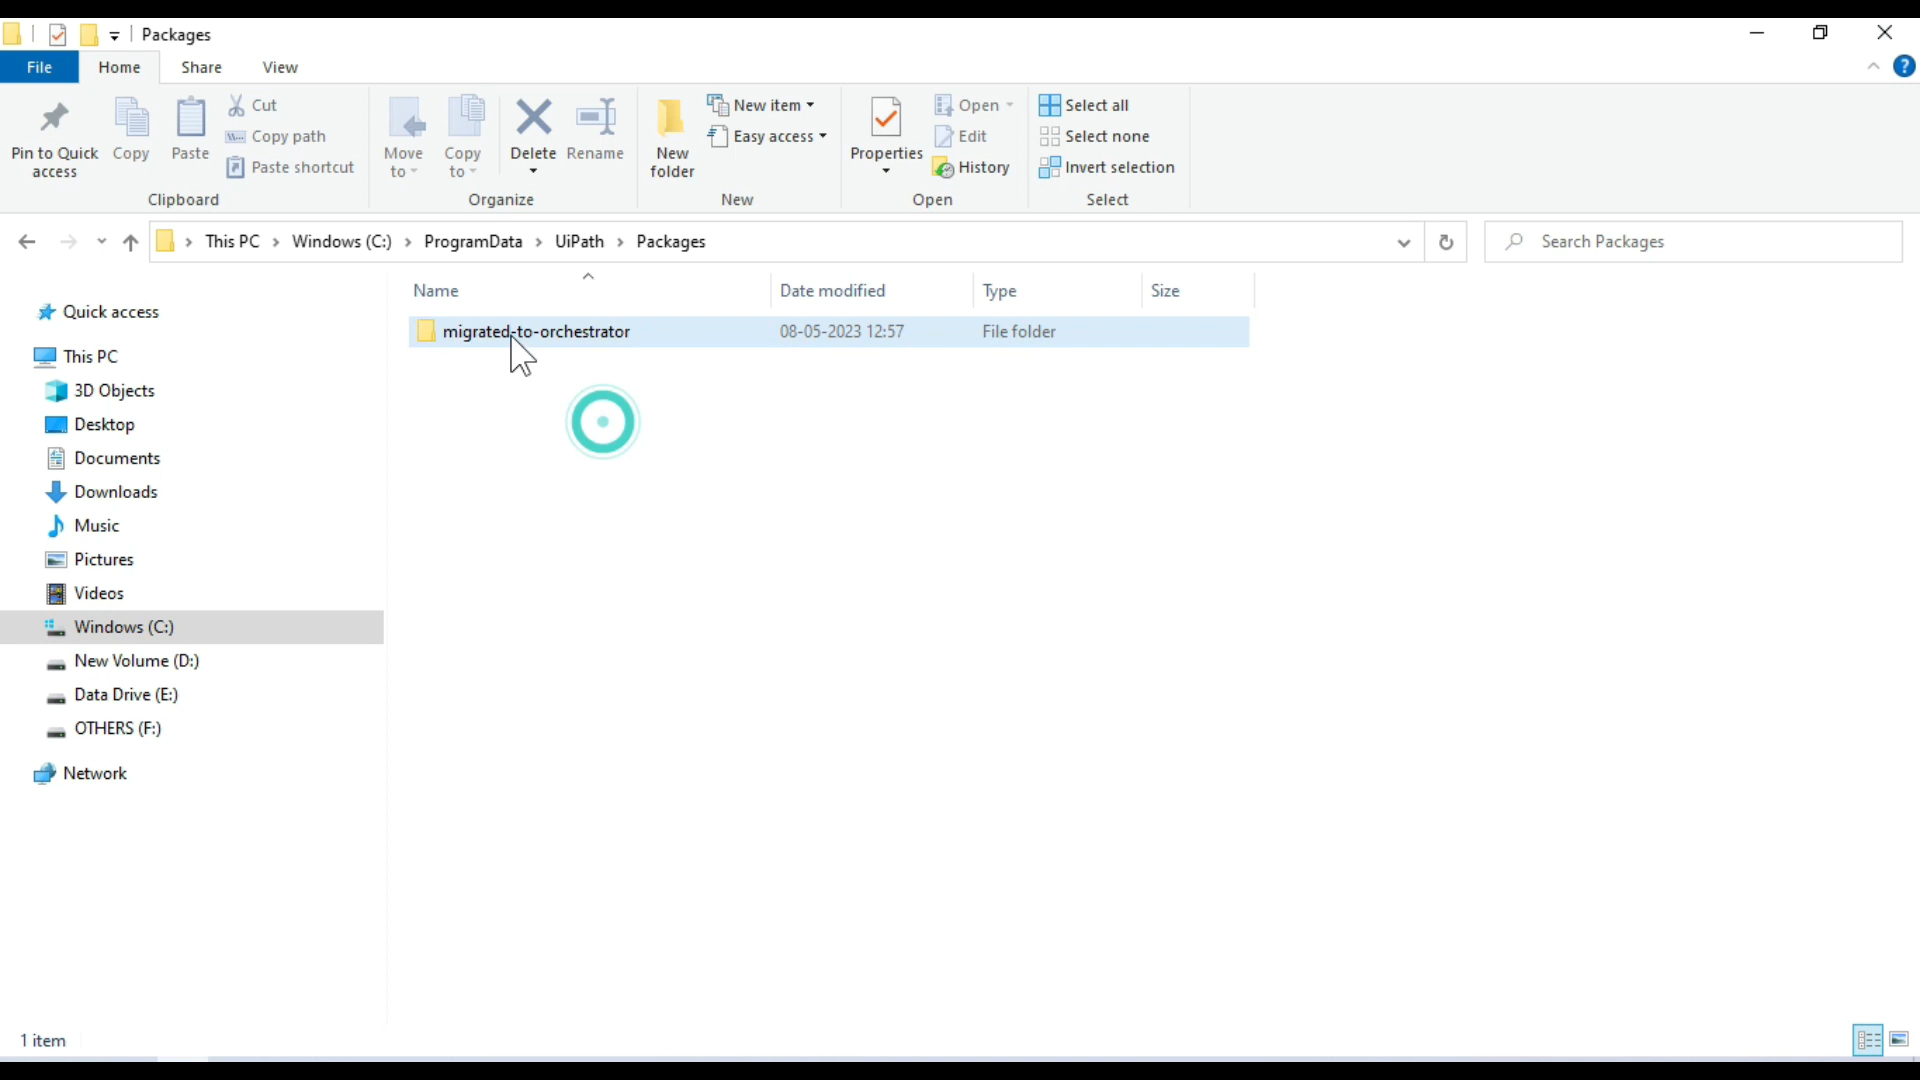 Packages
File Home Share View
Pin to Quick access
Copy
Paste
Cut
Copy path
Paste shortcut
Clipboard
Move to
Copy to
Delete
Rename
Organize
New folder
New item
Easy access
New
Properties
Open
Edit
History
Open
Select all
Select none
Invert selection
Select
This PC > Windows (C:) > ProgramData > UiPath > Packages
Search Packages
Name Date modified Type Size
migrated-to-orchestrator 08-05-2023 12:57 File folder
Quick access
This PC
3D Objects
Desktop
Documents
Downloads
Music
Pictures
Videos
Windows (C:)
New Volume (D:)
Data Drive (E:)
OTHERS (F:)
Network
1 item